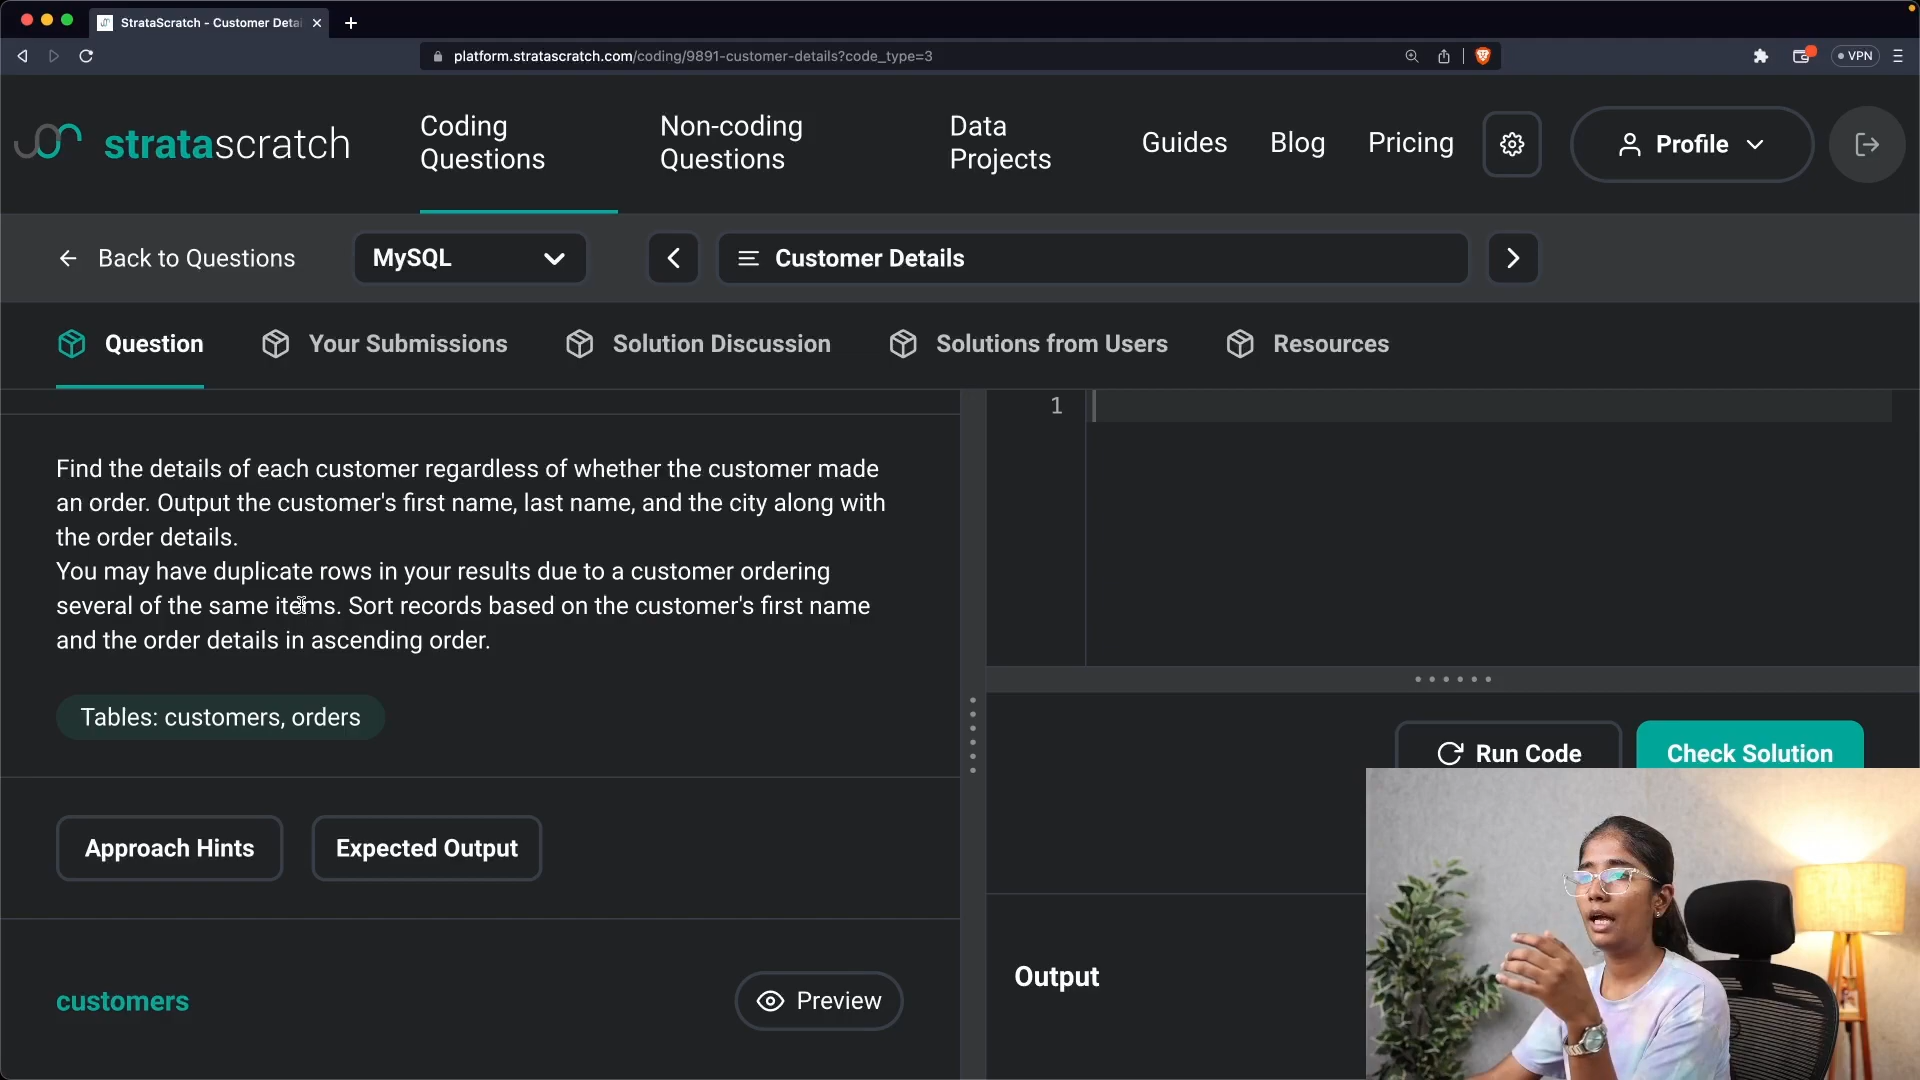 StrataScratch - Customer Detai
platform.stratascratch.com/coding/9891-customer-details?code_type=3
VPN
stratascratch
Coding Questions
Non-coding Questions
Data Projects
Guides
Blog
Pricing
Profile
Back to Questions
MySQL
Customer Details
Question
Your Submissions
Solution Discussion
Solutions from Users
Resources
1
Find the details of each customer regardless of whether the customer made
an order. Output the customer's first name, last name, and the city along with
the order details.
You may have duplicate rows in your results due to a customer ordering
several of the same items. Sort records based on the customer's first name
and the order details in ascending order.
Tables: customers, orders
Run Code
Check Solution
Approach Hints
Expected Output
Output
customers
Preview